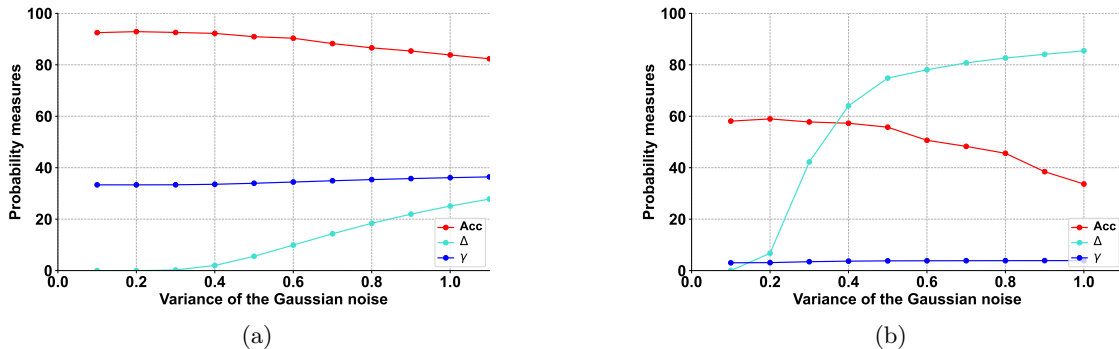 100
80
60
40
20
0
0.0 0.2 0.4 0.6 0.8 1.0
Probability measures
Variance of the Gaussian noise
Acc
Δ
γ
(a)
100
80
60
40
20
0
0.0 0.2 0.4 0.6 0.8 1.0
Probability measures
Variance of the Gaussian noise
Acc
Δ
γ
(b)